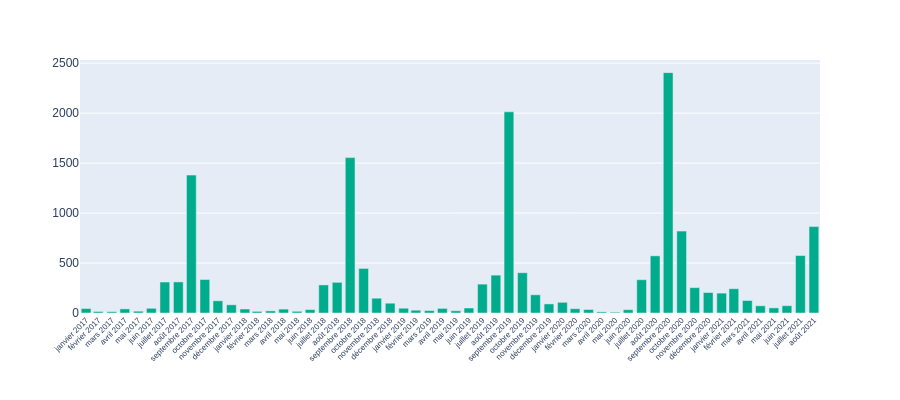 2500
2000
1500
1000
500
0
janvier 2017
février 2017
mars 2017
avril 2017
mai 2017
juin 2017
juillet 2017
août 2017
septembre 2017
octobre 2017
novembre 2017
décembre 2017
janvier 2018
février 2018
mars 2018
avril 2018
mai 2018
juin 2018
juillet 2018
août 2018
septembre 2018
octobre 2018
novembre 2018
décembre 2018
janvier 2019
février 2019
mars 2019
avril 2019
mai 2019
juin 2019
juillet 2019
août 2019
septembre 2019
octobre 2019
novembre 2019
décembre 2019
janvier 2020
février 2020
mars 2020
avril 2020
mai 2020
juin 2020
juillet 2020
août 2020
septembre 2020
octobre 2020
novembre 2020
décembre 2020
janvier 2021
février 2021
mars 2021
avril 2021
mai 2021
juin 2021
juillet 2021
août 2021